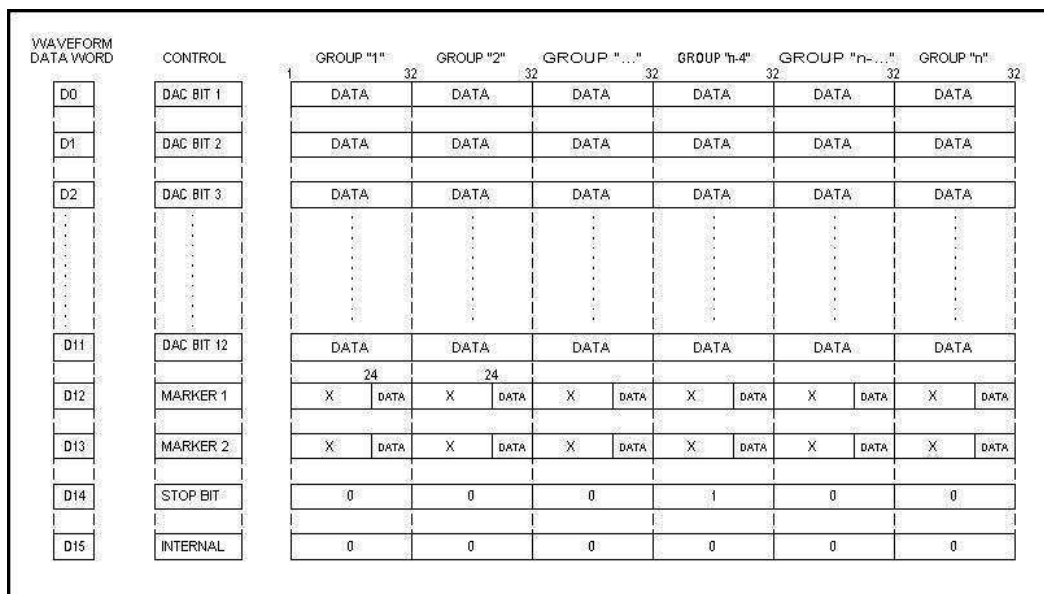 WAVEFORM
DATA WORD CONTROL GROUP "1" GROUP "2" GROUP "..." GROUP "n-4" GROUP "n-..." GROUP "n"
1 32 32 32 32 32 32
D0 DAC BIT 1 DATA DATA DATA DATA DATA DATA
D1 DAC BIT 2 DATA DATA DATA DATA DATA DATA
D2 DAC BIT 3 DATA DATA DATA DATA DATA DATA
D11 DAC BIT 12 DATA DATA DATA DATA DATA DATA
24 24
D12 MARKER 1 X DATA X DATA X DATA X DATA X DATA X DATA
D13 MARKER 2 X DATA X DATA X DATA X DATA X DATA X DATA
D14 STOP BIT 0 0 0 1 0 0
D15 INTERNAL 0 0 0 0 0 0